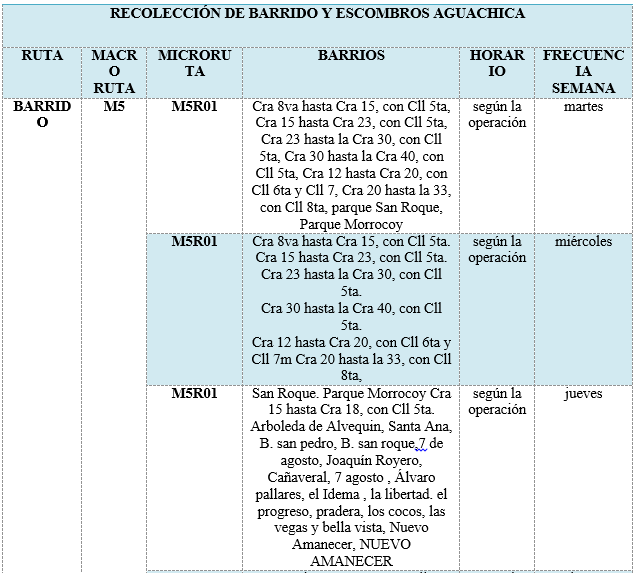 RECOLECCIÓN DE BARRIDO Y ESCOMBROS AGUACHICA
RUTA
MACR
O
RUTA
MICRORU
TA
BARRIOS
HORAR
IO
FRECUENC
IA
SEMANA
BARRID
O
M5
M5R01
Cra 8va hasta Cra 15, con Cll 5ta,
Cra 15 hasta Cra 23, con Cll 5ta,
Cra 23 hasta la Cra 30, con Cll
5ta, Cra 30 hasta la Cra 40, con
Cll 5ta, Cra 12 hasta Cra 20, con
Cll 6ta y Cll 7, Cra 20 hasta la 33,
con Cll 8ta, parque San Roque,
Parque Morrocoy
según la
operación
martes
M5R01
Cra 8va hasta Cra 15, con Cll 5ta.
Cra 15 hasta Cra 23, con Cll 5ta.
Cra 23 hasta la Cra 30, con Cll
5ta.
Cra 30 hasta la Cra 40, con Cll
5ta.
Cra 12 hasta Cra 20, con Cll 6ta y
Cll 7m Cra 20 hasta la 33, con Cll
8ta,
según la
operación
miércoles
M5R01
San Roque. Parque Morrocoy Cra
15 hasta Cra 18, con Cll 5ta.
Arboleda de Alvequin, Santa Ana,
B. san pedro, B. san roque,7 de
agosto, Joaquín Royero,
Cañaveral, 7 agosto , Álvaro
pallares, el Idema , la libertad. el
progreso, pradera, los cocos, las
vegas y bella vista, Nuevo
Amanecer, NUEVO
AMANECER
según la
operación
jueves